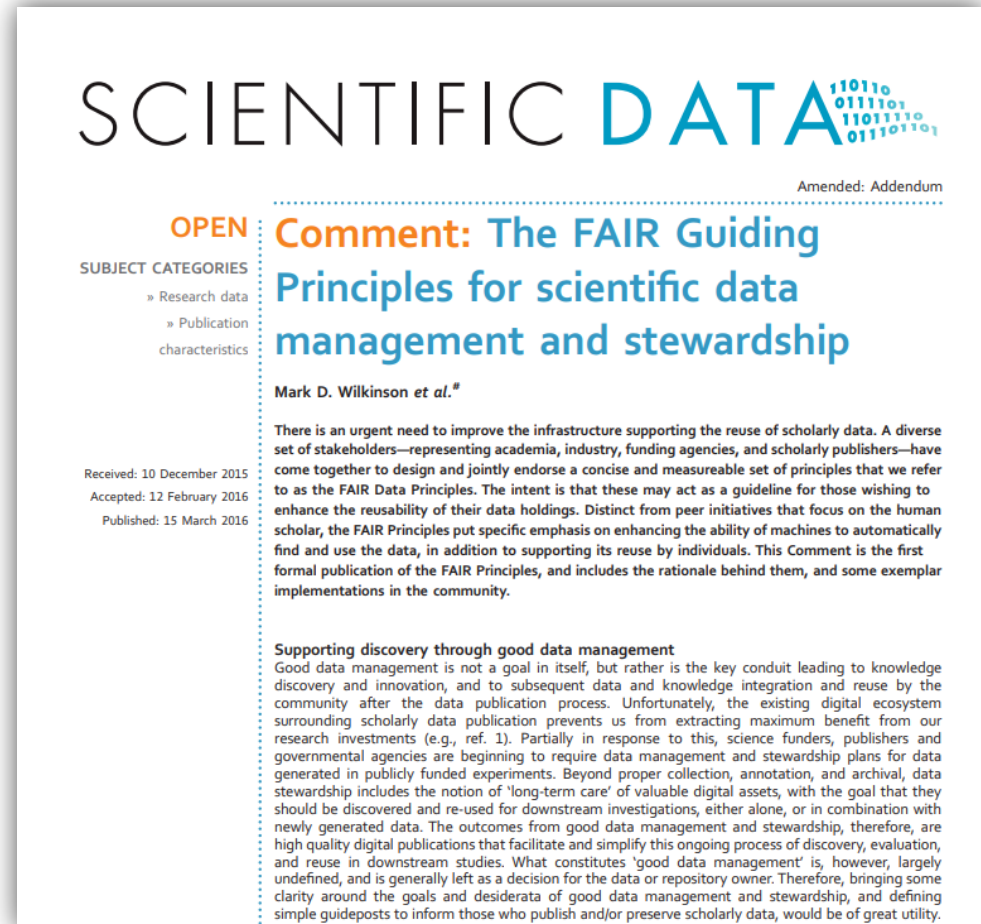 SCIENTIFIC DATA
110110
0111101
11011110
011101101
Amended: Addendum
OPEN
SUBJECT CATEGORIES
» Research data
» Publication
characteristics
Received: 10 December 2015
Accepted: 12 February 2016
Published: 15 March 2016
Comment: The FAIR Guiding
Principles for scientific data
management and stewardship
Mark D. Wilkinson et al.#
There is an urgent need to improve the infrastructure supporting the reuse of scholarly data. A diverse
set of stakeholders—representing academia, industry, funding agencies, and scholarly publishers—have
come together to design and jointly endorse a concise and measureable set of principles that we refer
to as the FAIR Data Principles. The intent is that these may act as a guideline for those wishing to
enhance the reusability of their data holdings. Distinct from peer initiatives that focus on the human
scholar, the FAIR Principles put specific emphasis on enhancing the ability of machines to automatically
find and use the data, in addition to supporting its reuse by individuals. This Comment is the first
formal publication of the FAIR Principles, and includes the rationale behind them, and some exemplar
implementations in the community.
Supporting discovery through good data management
Good data management is not a goal in itself, but rather is the key conduit leading to knowledge
discovery and innovation, and to subsequent data and knowledge integration and reuse by the
community after the data publication process. Unfortunately, the existing digital ecosystem
surrounding scholarly data publication prevents us from extracting maximum benefit from our
research investments (e.g., ref. 1). Partially in response to this, science funders, publishers and
governmental agencies are beginning to require data management and stewardship plans for data
generated in publicly funded experiments. Beyond proper collection, annotation, and archival, data
stewardship includes the notion of ‘long-term care’ of valuable digital assets, with the goal that they
should be discovered and re-used for downstream investigations, either alone, or in combination with
newly generated data. The outcomes from good data management and stewardship, therefore, are
high quality digital publications that facilitate and simplify this ongoing process of discovery, evaluation,
and reuse in downstream studies. What constitutes ‘good data management’ is, however, largely
undefined, and is generally left as a decision for the data or repository owner. Therefore, bringing some
clarity around the goals and desiderata of good data management and stewardship, and defining
simple guideposts to inform those who publish and/or preserve scholarly data, would be of great utility.